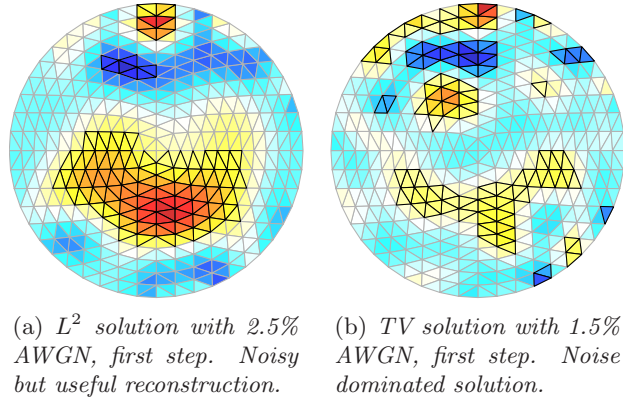 (a) L² solution with 2.5%
AWGN, first step. Noisy
but useful reconstruction.
(b) TV solution with 1.5%
AWGN, first step. Noise
dominated solution.